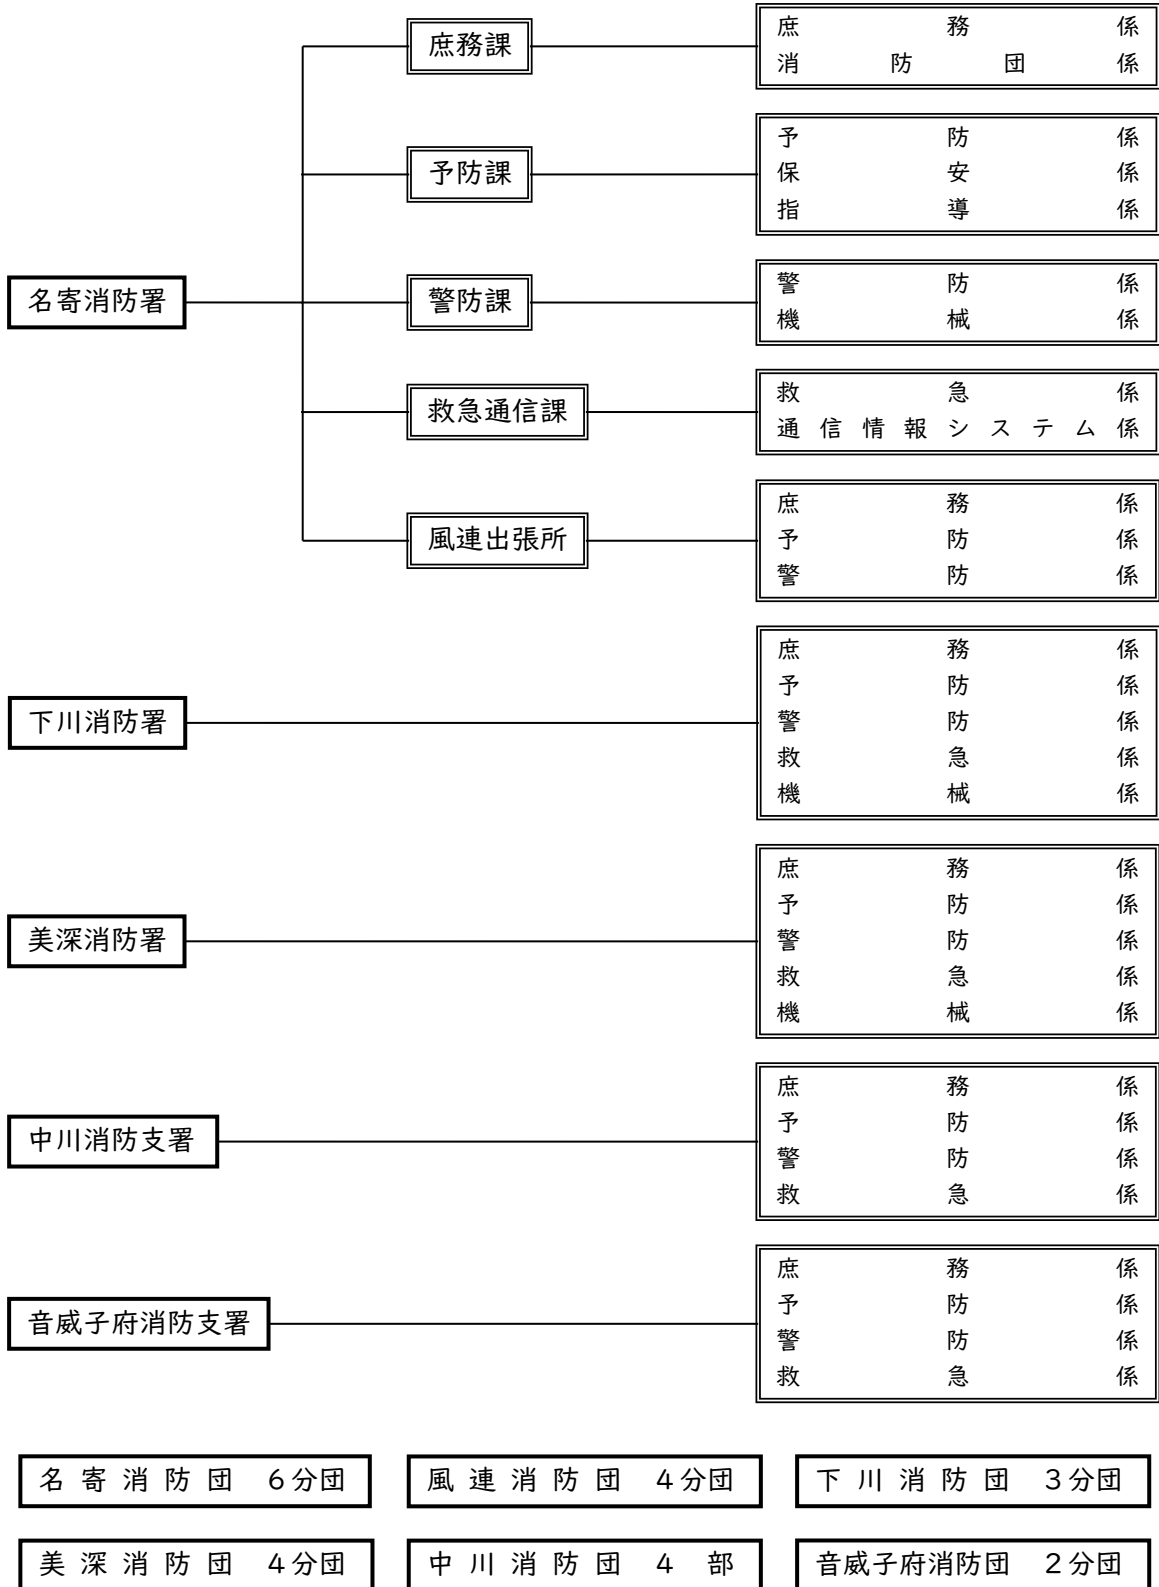 庶務課
庶務係
消防団係
予防課
予防係
保安係
指導係
名寄消防署
警防課
警防係
機械係
救急通信課
救急係
通信情報システム係
風連出張所
庶務係
予防係
警防係
下川消防署
庶務係
予防係
警防係
救急係
機械係
美深消防署
庶務係
予防係
警防係
救急係
機械係
中川消防支署
庶務係
予防係
警防係
救急係
音威子府消防支署
庶務係
予防係
警防係
救急係
名寄消防団 6分団
風連消防団 4分団
下川消防団 3分団
美深消防団 4分団
中川消防団 4 部
音威子府消防団 2分団